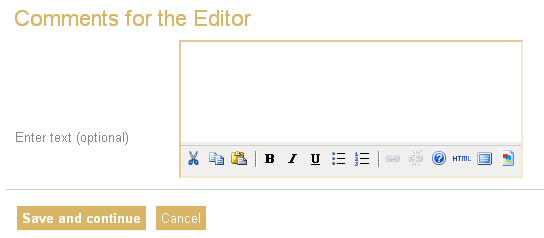 Comments for the Editor
Enter text (optional)
B I U HTML
Save and continue Cancel